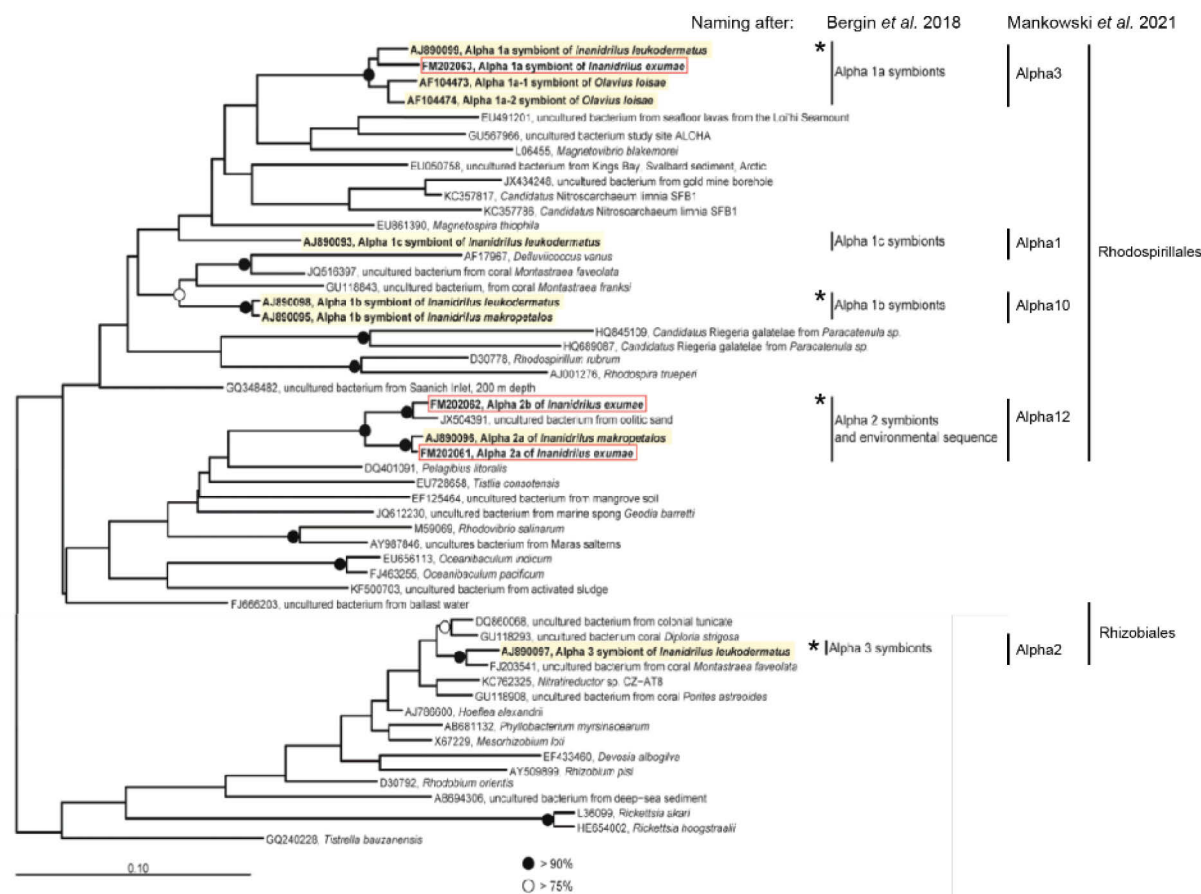 Naming after: Bergin et al. 2018 Mankowski et al. 2021
AJ890099, Alpha 1a symbiont of Inanidrilus leukodermatus
FM202063, Alpha 1a symbiont of Inanidrilus exumae
AF104473, Alpha 1a-1 symbiont of Olavius loisae
AF104474, Alpha 1a-2 symbiont of Olavius loisae
* Alpha 1a symbionts
Alpha3
EU491201, uncultured bacterium from seafloor lavas from the Loi'hi Seamount
GU567966, uncultured bacterium study site ALOHA
L06455, Magnetovibrio blakemorei
EU050758, uncultured bacterium from Kings Bay, Svalbard sediment, Arctic
JX434248, uncultured bacterium from gold mine borehole
KC357817, Candidatus Nitroscarchaeum limnia SFB1
KC357786, Candidatus Nitroscarchaeum limnia SFB1
EU861390, Magnetospira thiophila
AJ890093, Alpha 1c symbiont of Inanidrilus leukodermatus
Alpha 1c symbionts
Alpha1
Rhodospirillales
AF17967, Defluviicoccus vanus
JQ516397, uncultured bacterium from coral Montastraea faveolata
GU118843, uncultured bacterium, from coral Montastraea franksi
AJ890098, Alpha 1b symbiont of Inanidrilus leukodermatus
AJ890095, Alpha 1b symbiont of Inanidrilus makropetalos
* Alpha 1b symbionts
Alpha10
HQ845109, Candidatus Riegeria galatelae from Paracatenula sp.
HQ689087, Candidatus Riegeria galatelae from Paracatenula sp.
D30778, Rhodospirillum rubrum
AJ001276, Rhodospira trueperi
GQ348482, uncultured bacterium from Saanich Inlet, 200 m depth
FM202062, Alpha 2b of Inanidrilus exumae
JX504391, uncultured bacterium from oolitic sand
AJ890096, Alpha 2a of Inanidrilus makropetalos
FM202061, Alpha 2a of Inanidrilus exumae
* Alpha 2 symbionts
and environmental sequence
Alpha12
DQ401091, Pelagibius litoralis
EU728658, Tistlia consotensis
EF125464, uncultured bacterium from mangrove soil
JQ612230, uncultured bacterium from marine spong Geodia barretti
M59069, Rhodovibrio salinarum
AY987846, uncultures bacterium from Maras salterns
EU656113, Oceanibaculum indicum
FJ463255, Oceanibaculum pacificum
KF500703, uncultured bacterium from activated sludge
FJ666203, uncultured bacterium from ballast water
DQ860068, uncultured bacterium from colonial tunicate
GU118293, uncultured bacterium coral Diploria strigosa
AJ890097, Alpha 3 symbiont of Inanidrilus leukodermatus
FJ203541, uncultured bacterium from coral Montastraea faveolata
* Alpha 3 symbionts
Alpha2
Rhizobiales
KC762325, Nitratireductor sp. CZ-AT8
GU118908, uncultured bacterium from coral Porites astreoides
AJ786600, Hoeflea alexandrii
AB681132, Phyllobacterium myrsinacearum
X67229, Mesorhizobium loti
EF433460, Devosia albogilva
AY509899, Rhizobium pisi
D30792, Rhodobium orientis
AB694306, uncultured bacterium from deep-sea sediment
L36099, Rickettsia akari
HE654002, Rickettsia hoogstraalii
GQ240228, Tistrella bauzanensis
0.10
> 90%
> 75%